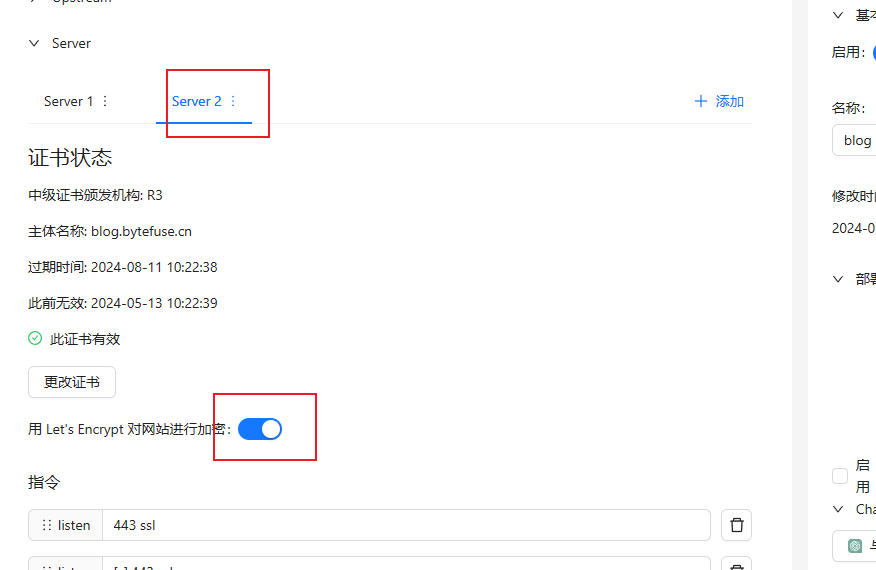 Upstream
Server
Server 1
Server 2
添加
证书状态
中级证书颁发机构: R3
主体名称: blog.bytefuse.cn
过期时间: 2024-08-11 10:22:38
此前无效: 2024-05-13 10:22:39
此证书有效
更改证书
用 Let's Encrypt 对网站进行加密:
指令
listen 443 ssl
启用:
名称:
blog
修改时
2024-0
启
用
Cha